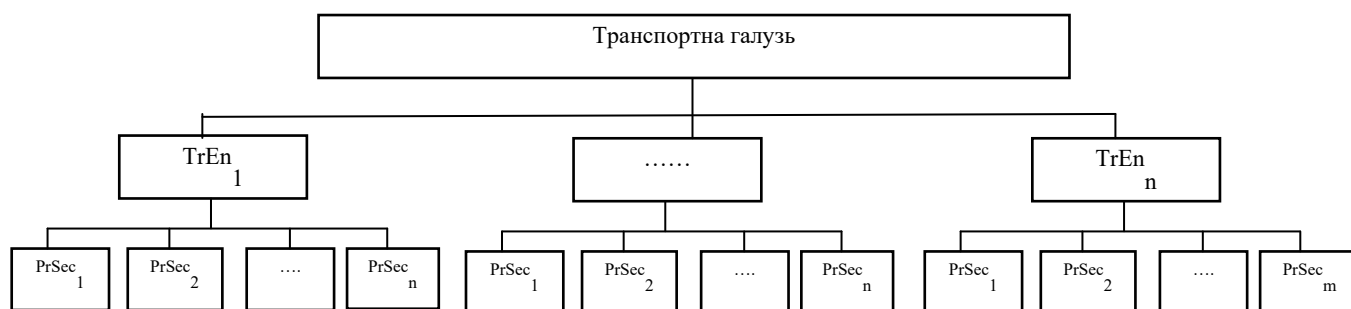 Транспортна галузь
TrEn 1
......
TrEn n
PrSec 1
PrSec 2
....
PrSec n
PrSec 1
PrSec 2
....
PrSec n
PrSec 1
PrSec 2
....
PrSec m